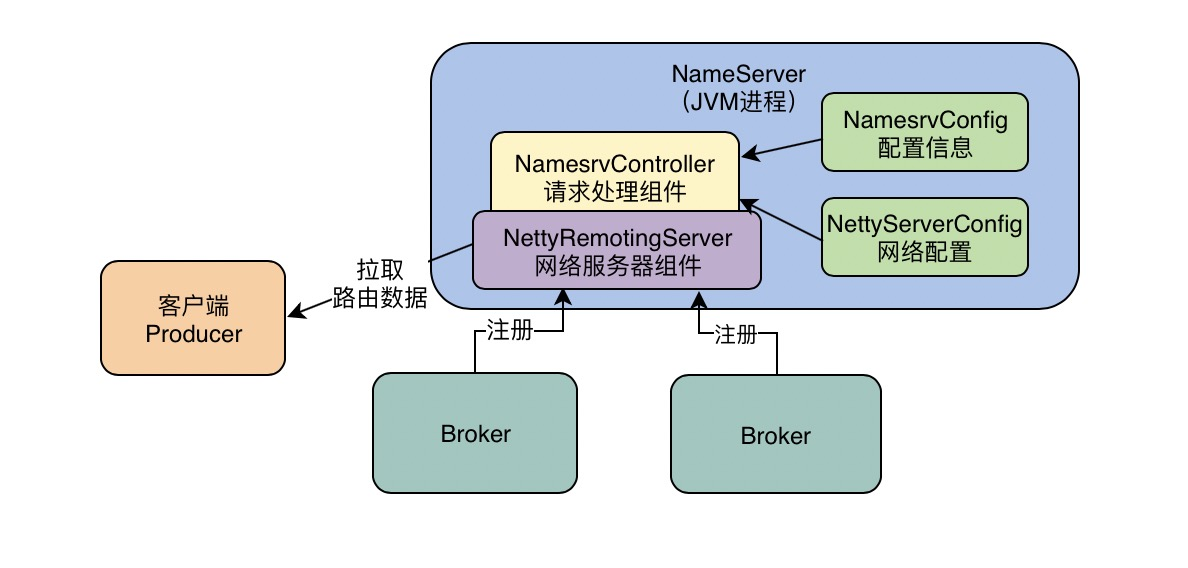 NameServer
（JVM进程）
NamesrvConfig
配置信息
NamesrvController
请求处理组件
NettyServerConfig
网络配置
NettyRemotingServer
网络服务器组件
拉取
路由数据
客户端
Producer
注册
注册
Broker
Broker